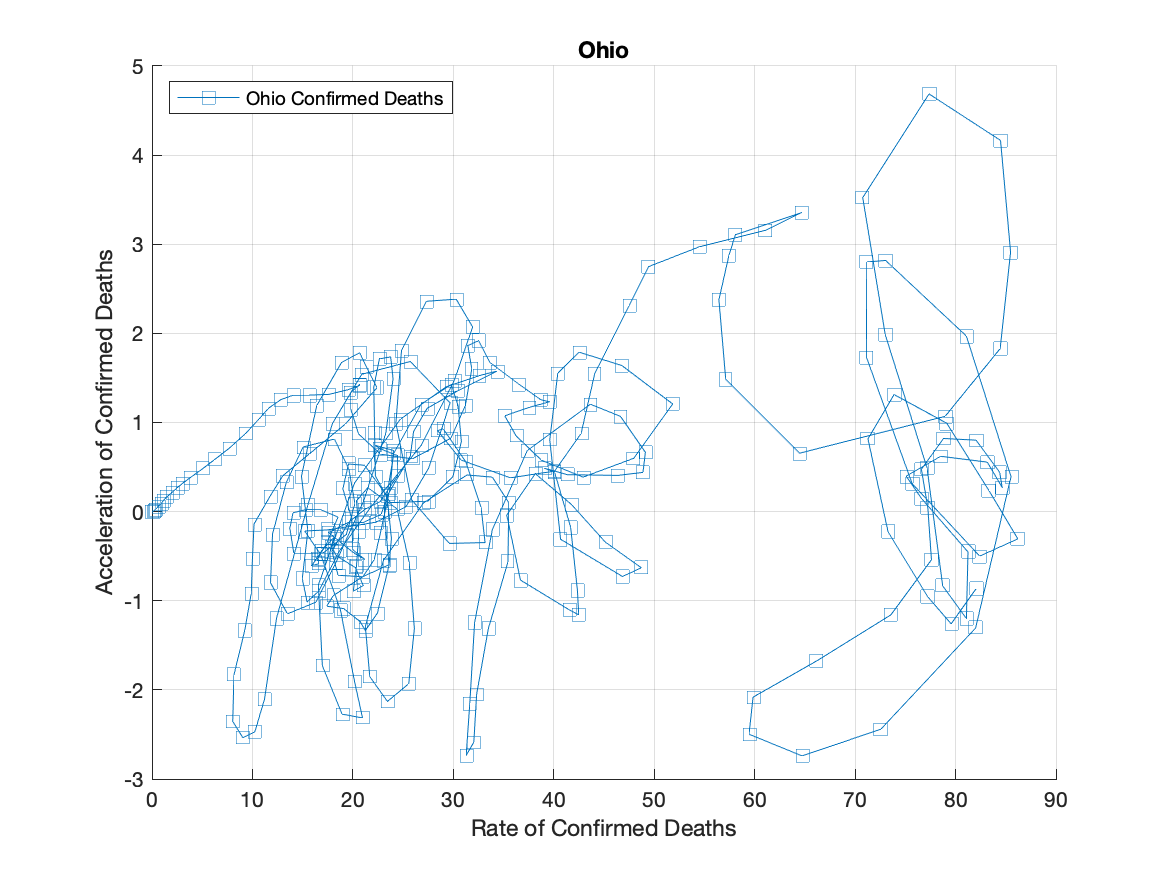 Ohio
Ohio Confirmed Deaths
5
4
3
2
1
0
-1
-2
-3
Acceleration of Confirmed Deaths
0 10 20 30 40 50 60 70 80 90
Rate of Confirmed Deaths